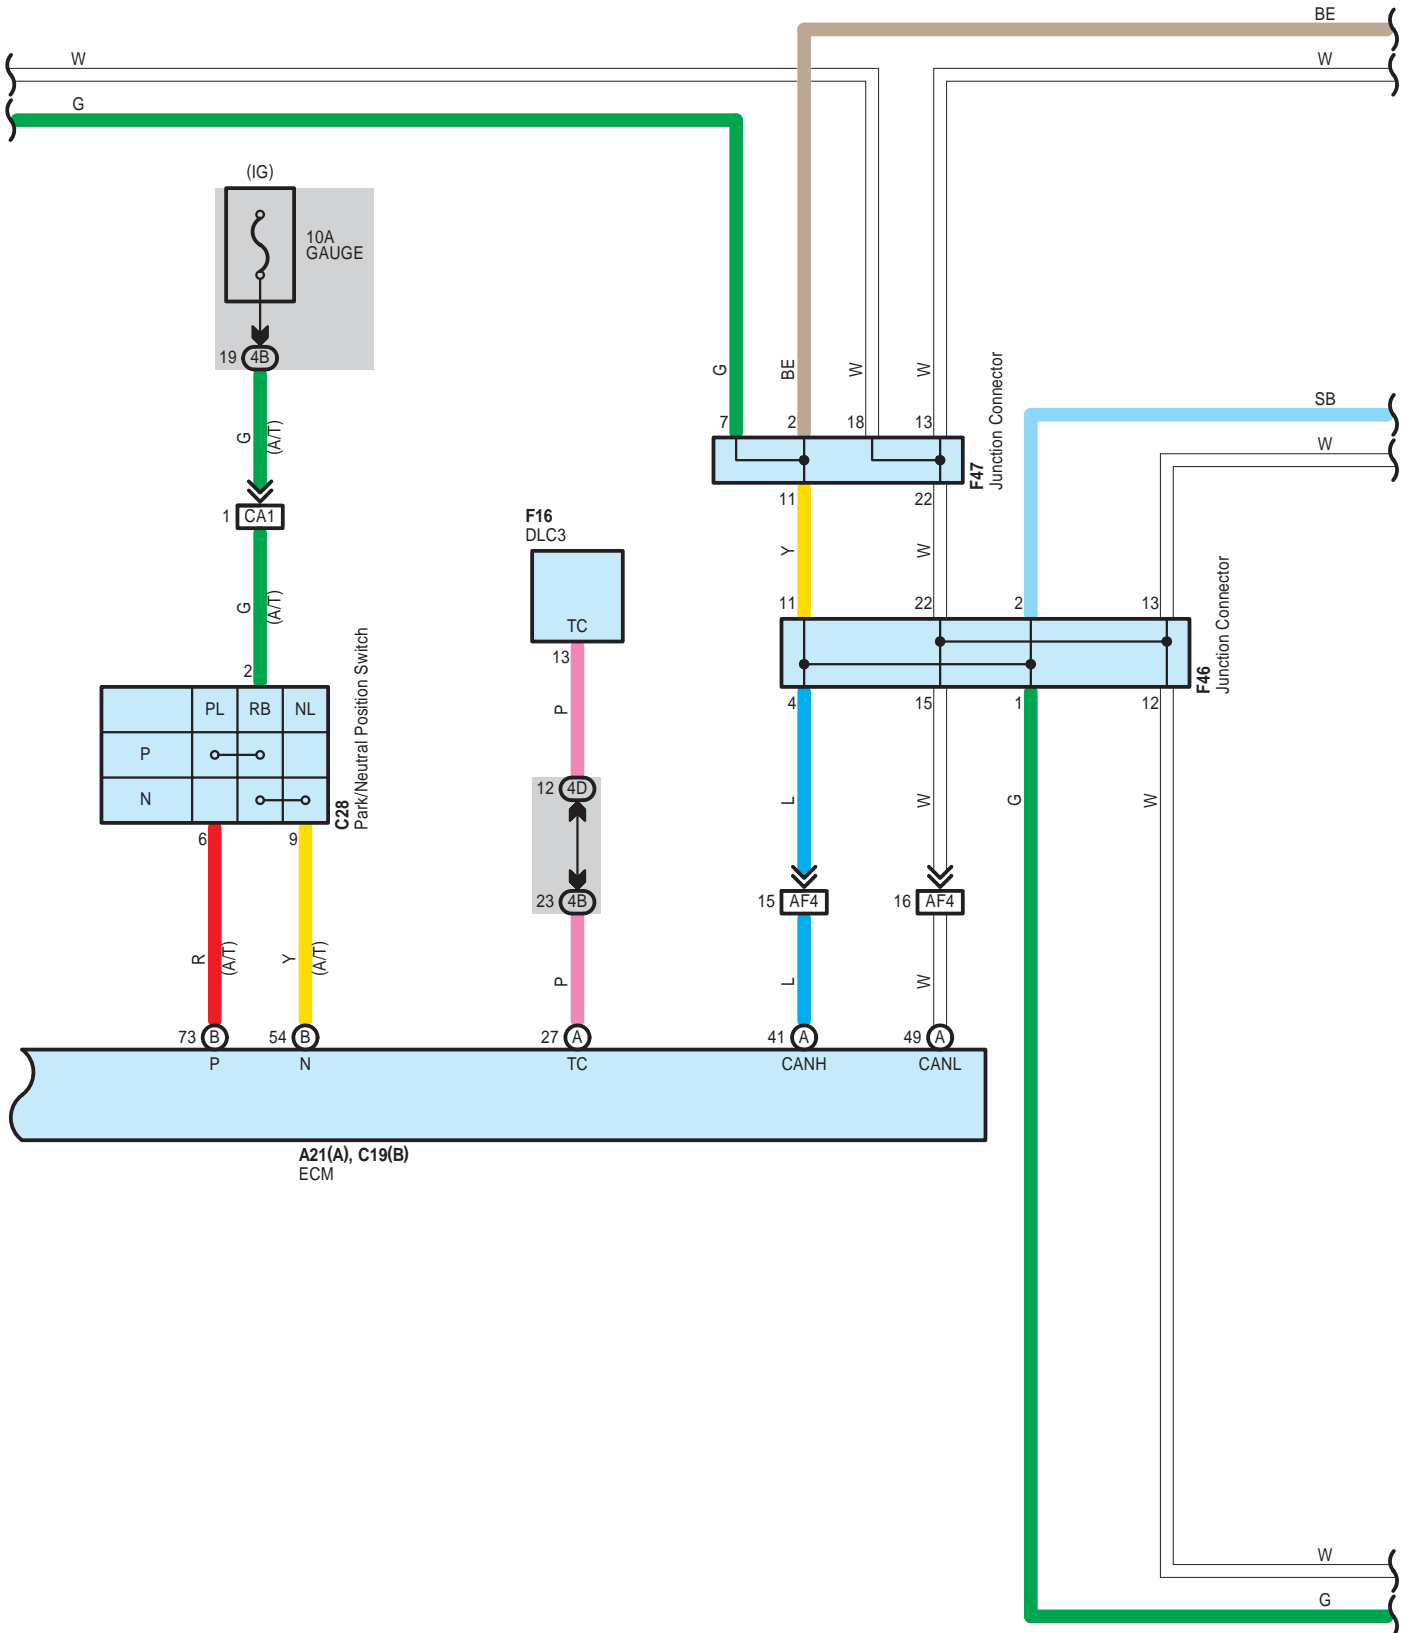 BE
W
W
G
(IG)
10A
GAUGE
19 4B
G
(A/T)
1 CA1
G
(A/T)
2
PL RB NL
P
N
C28
Park/Neutral Position Switch
6 9
R
(A/T)
Y
(A/T)
F16
DLC3
TC
13
P
12 4D
23 4B
P
G
BE
W
W
7 2 18 13
F47
Junction Connector
11 22
Y
W
SB
W
11 22 2 13
F46
Junction Connector
4 15 1 12
L
W
G
W
15 AF4
16 AF4
L
W
73 B
54 B
27 A
41 A
49 A
P N TC CANH CANL
A21(A), C19(B)
ECM
W
G